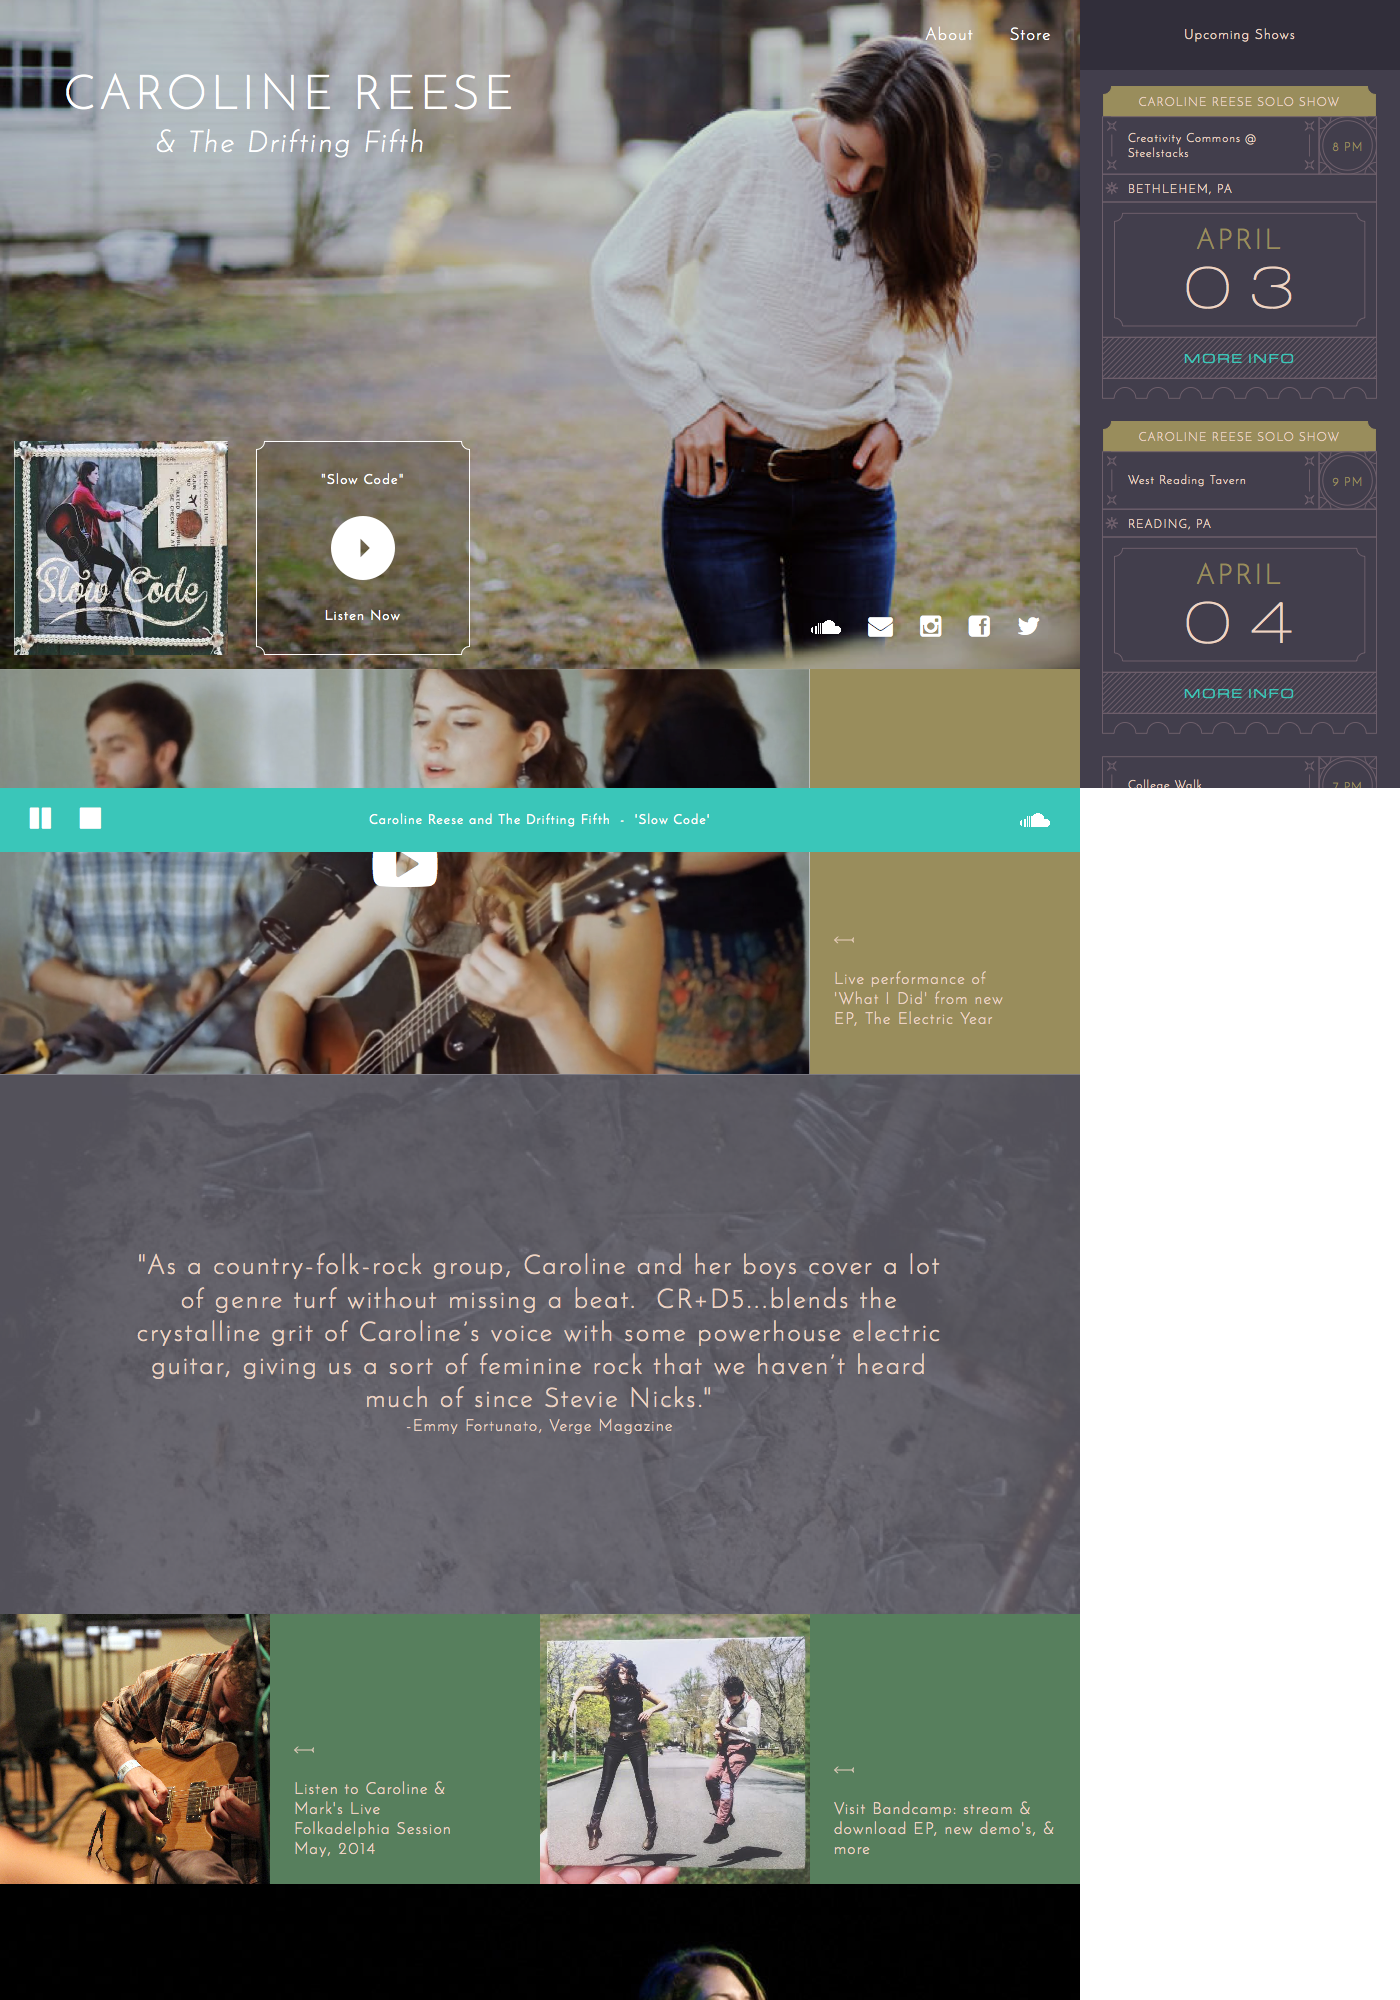 About
Store
Upcoming Shows
CAROLINE REESE
& The Drifting Fifth
"Slow Code"
Listen Now
Slow Code
CAROLINE REESE SOLO SHOW
Creativity Commons @
Steelstacks
8 PM
BETHLEHEM, PA
APRIL
03
MORE INFO
CAROLINE REESE SOLO SHOW
West Reading Tavern
9 PM
READING, PA
APRIL
04
MORE INFO
College Walk
7 PM
Caroline Reese and The Drifting Fifth - 'Slow Code'
Live performance of
'What I Did' from new
EP, The Electric Year
"As a country-folk-rock group, Caroline and her boys cover a lot
of genre turf without missing a beat. CR+D5...blends the
crystalline grit of Caroline’s voice with some powerhouse electric
guitar, giving us a sort of feminine rock that we haven’t heard
much of since Stevie Nicks."
-Emmy Fortunato, Verge Magazine
Listen to Caroline &
Mark's Live
Folkadelphia Session
May, 2014
Visit Bandcamp: stream &
download EP, new demo's, &
more